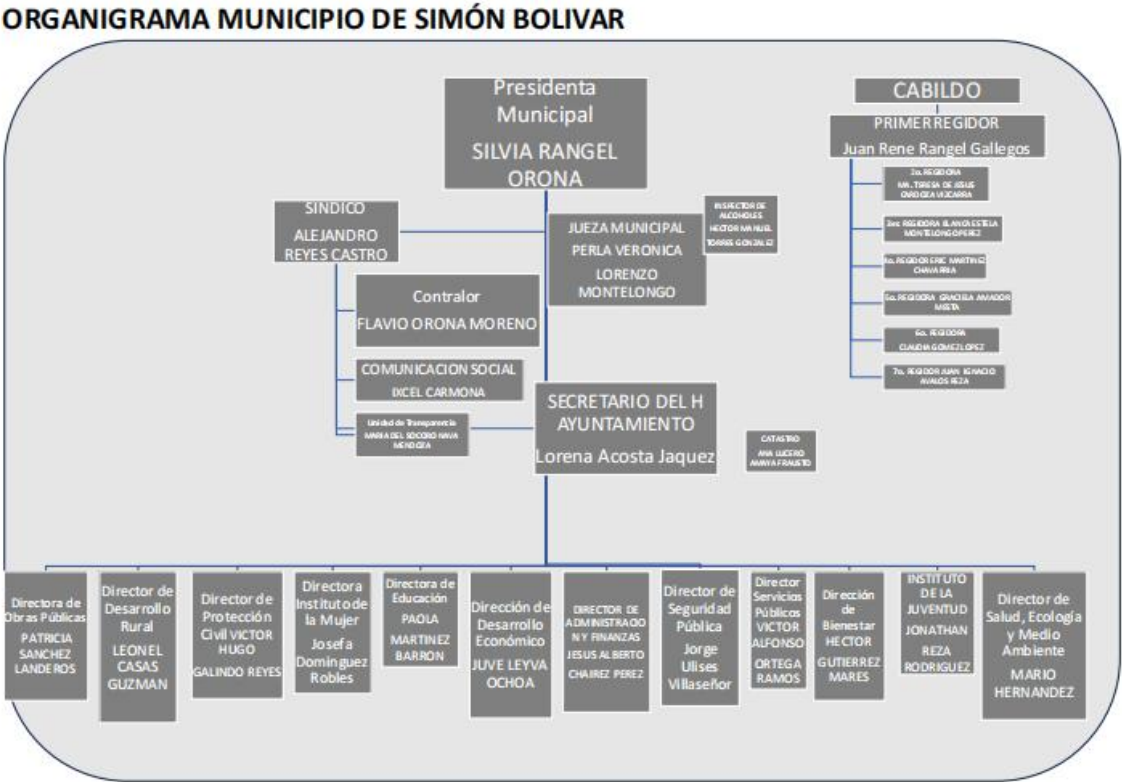 ORGANIGRAMA MUNICIPIO DE SIMÓN BOLIVAR
Presidenta
Municipal
SILVIA RANGEL
ORONA
CABILDO
PRIMER REGIDOR
Juan Rene Rangel Gallegos
2a. REGIDORA
MA. TERESA DE JESUS
CARDOZA VIZCARRA
3era REGIDORA BLANCA ESTELA
MONTELONGO PEREZ
4o. REGIDOR ERIC MARTINEZ
CHAVARRIA
5a. REGIDORA GRACIELA AMADOR
MESTA
6a. REGIDORA
CLAUDIA GOMEZ LOPEZ
7o. REGIDOR JUAN IGNACIO
AVALOS REZA
SINDICO
ALEJANDRO
REYES CASTRO
JUEZA MUNICIPAL
PERLA VERONICA
LORENZO
MONTELONGO
INSPECTOR DE
ALCOHOLES
HECTOR MANUEL
TORRES GONZALEZ
Contralor
FLAVIO ORONA MORENO
COMUNICACION SOCIAL
IXCEL CARMONA
Unidad de Transparencia
MARIA DEL SOCORO NAVA
MENDOZA
SECRETARIO DEL H
AYUNTAMIENTO
Lorena Acosta Jaquez
CATASTRO
ANA LUCERO
AMAYA FRAUSTO
Directora de
Obras Públicas
PATRICIA
SANCHEZ
LANDEROS
Director de
Desarrollo
Rural
LEONEL
CASAS
GUZMAN
Director de
Protección
Civil VICTOR
HUGO
GALINDO REYES
Directora
Instituto de
la Mujer
Josefa
Dominguez
Robles
Directora de
Educación
PAOLA
MARTINEZ
BARRON
Dirección de
Desarrollo
Económico
JUVE LEYVA
OCHOA
DIRECTOR DE
ADMINISTRACIO
N Y FINANZAS
JESUS ALBERTO
CHAIREZ PEREZ
Director de
Seguridad
Pública
Jorge
Ulises
Villaseñor
Director
Servicios
Públicos
VICTOR
ALFONSO
ORTEGA
RAMOS
Dirección
de
Bienestar
HECTOR
GUTIERREZ
MARES
INSTITUTO
DE LA
JUVENTUD
JONATHAN
REZA
RODRIGUEZ
Director de
Salud, Ecología
y Medio
Ambiente
MARIO
HERNANDEZ